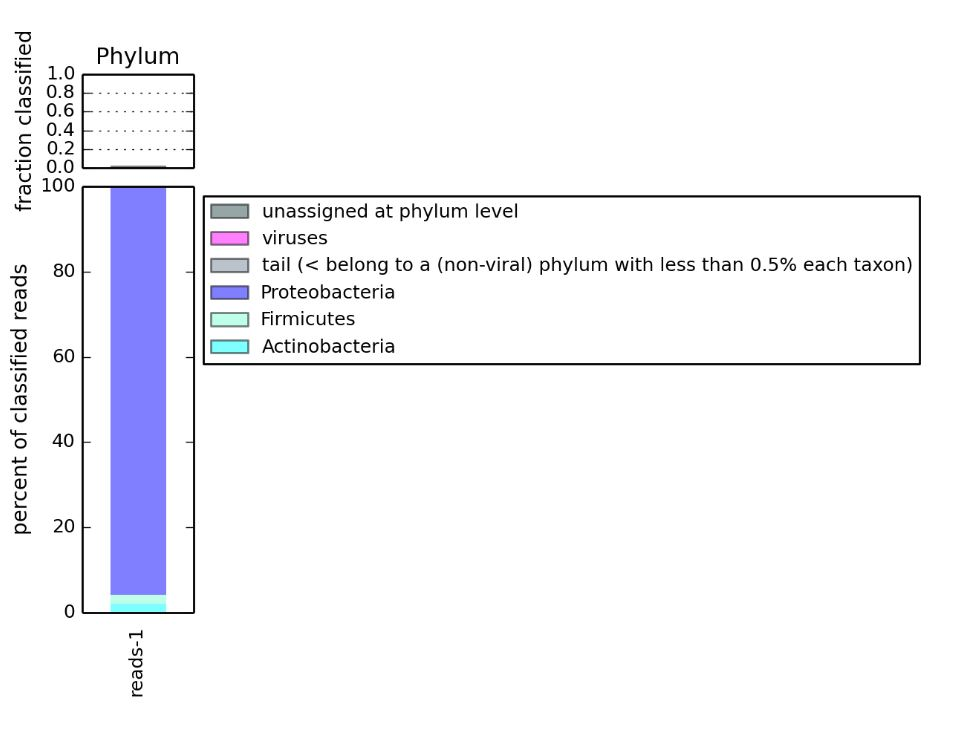 Phylum
fraction classified
1.0
0.8
0.6
0.4
0.2
0.0
percent of classified reads
100
80
60
40
20
0
reads-1
unassigned at phylum level
viruses
tail (< belong to a (non-viral) phylum with less than 0.5% each taxon)
Proteobacteria
Firmicutes
Actinobacteria